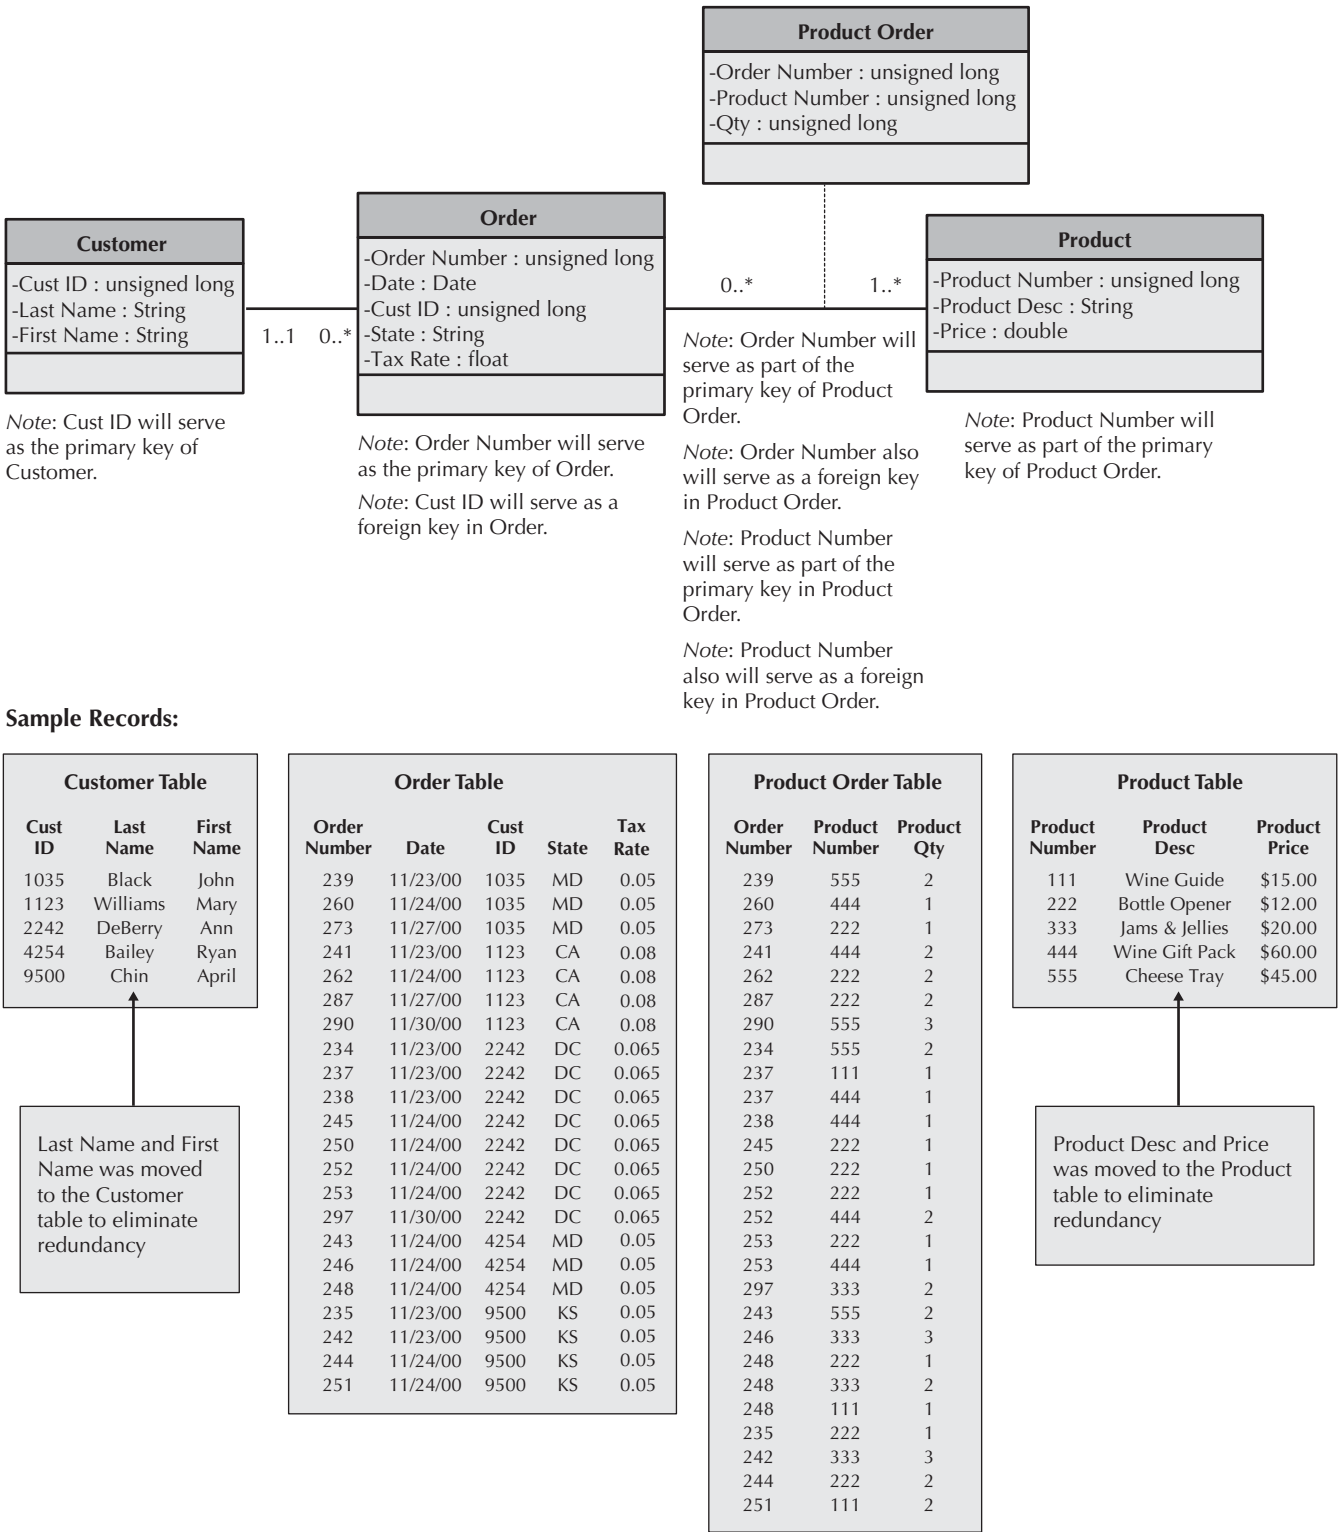 Product Order
-Order Number : unsigned long
-Product Number : unsigned long
-Qty : unsigned long
Customer
-Cust ID : unsigned long
-Last Name : String
-First Name : String
1..1 0..*
Order
-Order Number : unsigned long
-Date : Date
-Cust ID : unsigned long
-State : String
-Tax Rate : float
0..* 1..*
Product
-Product Number : unsigned long
-Product Desc : String
-Price : double
Note: Cust ID will serve
as the primary key of
Customer.
Note: Order Number will serve
as the primary key of Order.
Note: Cust ID will serve as a
foreign key in Order.
Note: Order Number will
serve as part of the
primary key of Product
Order.
Note: Order Number also
will serve as a foreign key
in Product Order.
Note: Product Number
will serve as part of the
primary key in Product
Order.
Note: Product Number
also will serve as a foreign
key in Product Order.
Note: Product Number will
serve as part of the primary
key of Product Order.
Sample Records:
Customer Table
Cust Last First
ID Name Name
1035 Black John
1123 Williams Mary
2242 DeBerry Ann
4254 Bailey Ryan
9500 Chin April
Last Name and First
Name was moved
to the Customer
table to eliminate
redundancy
Order Table
Order Cust Tax
Number Date ID State Rate
239 11/23/00 1035 MD 0.05
260 11/24/00 1035 MD 0.05
273 11/27/00 1035 MD 0.05
241 11/23/00 1123 CA 0.08
262 11/24/00 1123 CA 0.08
287 11/27/00 1123 CA 0.08
290 11/30/00 1123 CA 0.08
234 11/23/00 2242 DC 0.065
237 11/23/00 2242 DC 0.065
238 11/23/00 2242 DC 0.065
245 11/24/00 2242 DC 0.065
250 11/24/00 2242 DC 0.065
252 11/24/00 2242 DC 0.065
253 11/24/00 2242 DC 0.065
297 11/30/00 2242 DC 0.065
243 11/24/00 4254 MD 0.05
246 11/24/00 4254 MD 0.05
248 11/24/00 4254 MD 0.05
235 11/23/00 9500 KS 0.05
242 11/23/00 9500 KS 0.05
244 11/24/00 9500 KS 0.05
251 11/24/00 9500 KS 0.05
Product Order Table
Order Product Product
Number Number Qty
239 555 2
260 444 1
273 222 1
241 444 2
262 222 2
287 222 2
290 555 3
234 555 2
237 111 1
237 444 1
238 444 1
245 222 1
250 222 1
252 222 1
252 444 2
253 222 1
253 444 1
297 333 2
243 555 2
246 333 3
248 222 1
248 333 2
248 111 1
235 222 1
242 333 3
244 222 2
251 111 2
Product Table
Product Product Product
Number Desc Price
111 Wine Guide $15.00
222 Bottle Opener $12.00
333 Jams & Jellies $20.00
444 Wine Gift Pack $60.00
555 Cheese Tray $45.00
Product Desc and Price
was moved to the Product
table to eliminate
redundancy